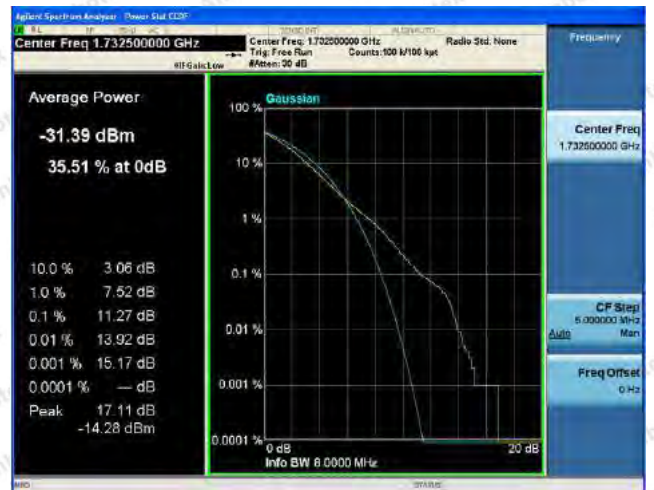 Agilent Spectrum Analyzer - Power Stat CCDF
Center Freq 1.732500000 GHz
Center Freq: 1.732500000 GHz
Radio Std: None
Trig: Free Run
Counts:100 k/100 kpt
#IFGain:Low
#Atten: 30 dB
Frequency
Average Power
-31.39 dBm
35.51 % at 0dB
10.0 % 3.06 dB
1.0 % 7.52 dB
0.1 % 11.27 dB
0.01 % 13.92 dB
0.001 % 15.17 dB
0.0001 % — dB
Peak 17.11 dB
-14.28 dBm
Gaussian
100 %
10 %
1 %
0.1 %
0.01 %
0.001 %
0.0001 %
0 dB
20 dB
Info BW 6.0000 MHz
Center Freq
1.732500000 GHz
CF Step
5.000000 MHz
Auto Man
Freq Offset
0 Hz
MSG
STATUS